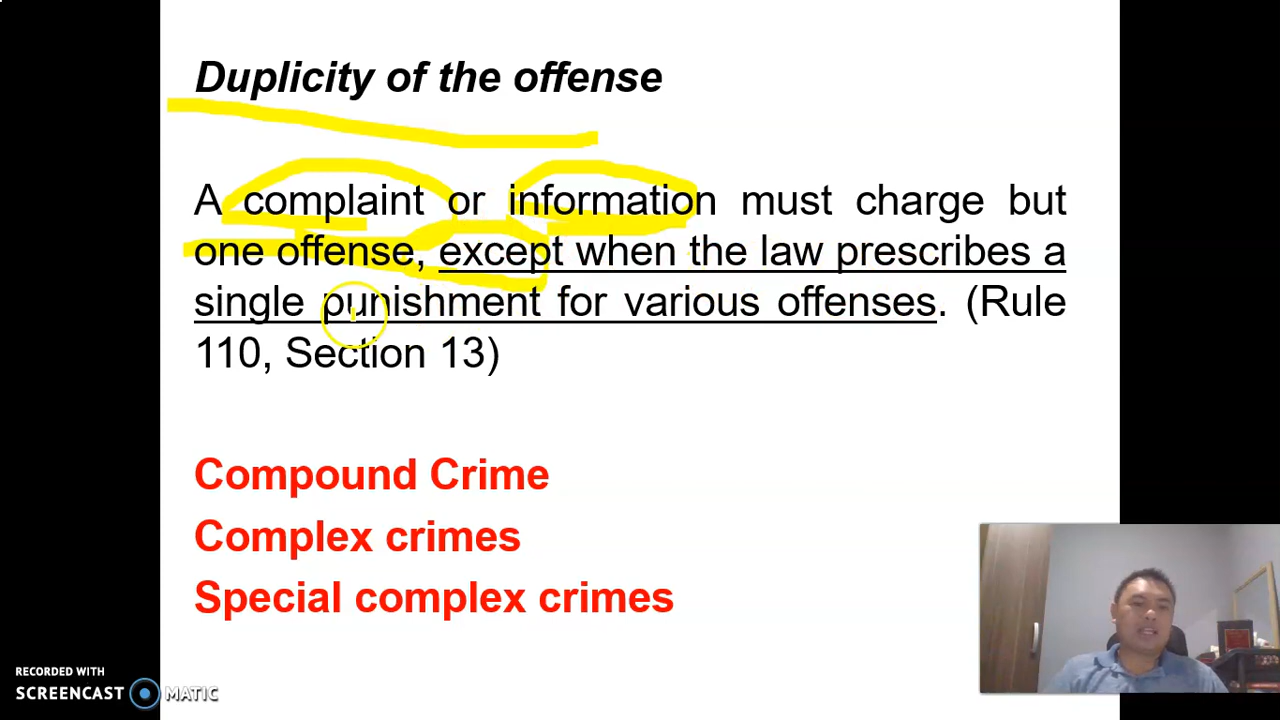 Duplicity of the offense
A complaint or information must charge but
one offense, except when the law prescribes a
single punishment for various offenses. (Rule
110, Section 13)
Compound Crime
Complex crimes
Special complex crimes
RECORDED WITH
SCREENCAST MATIC